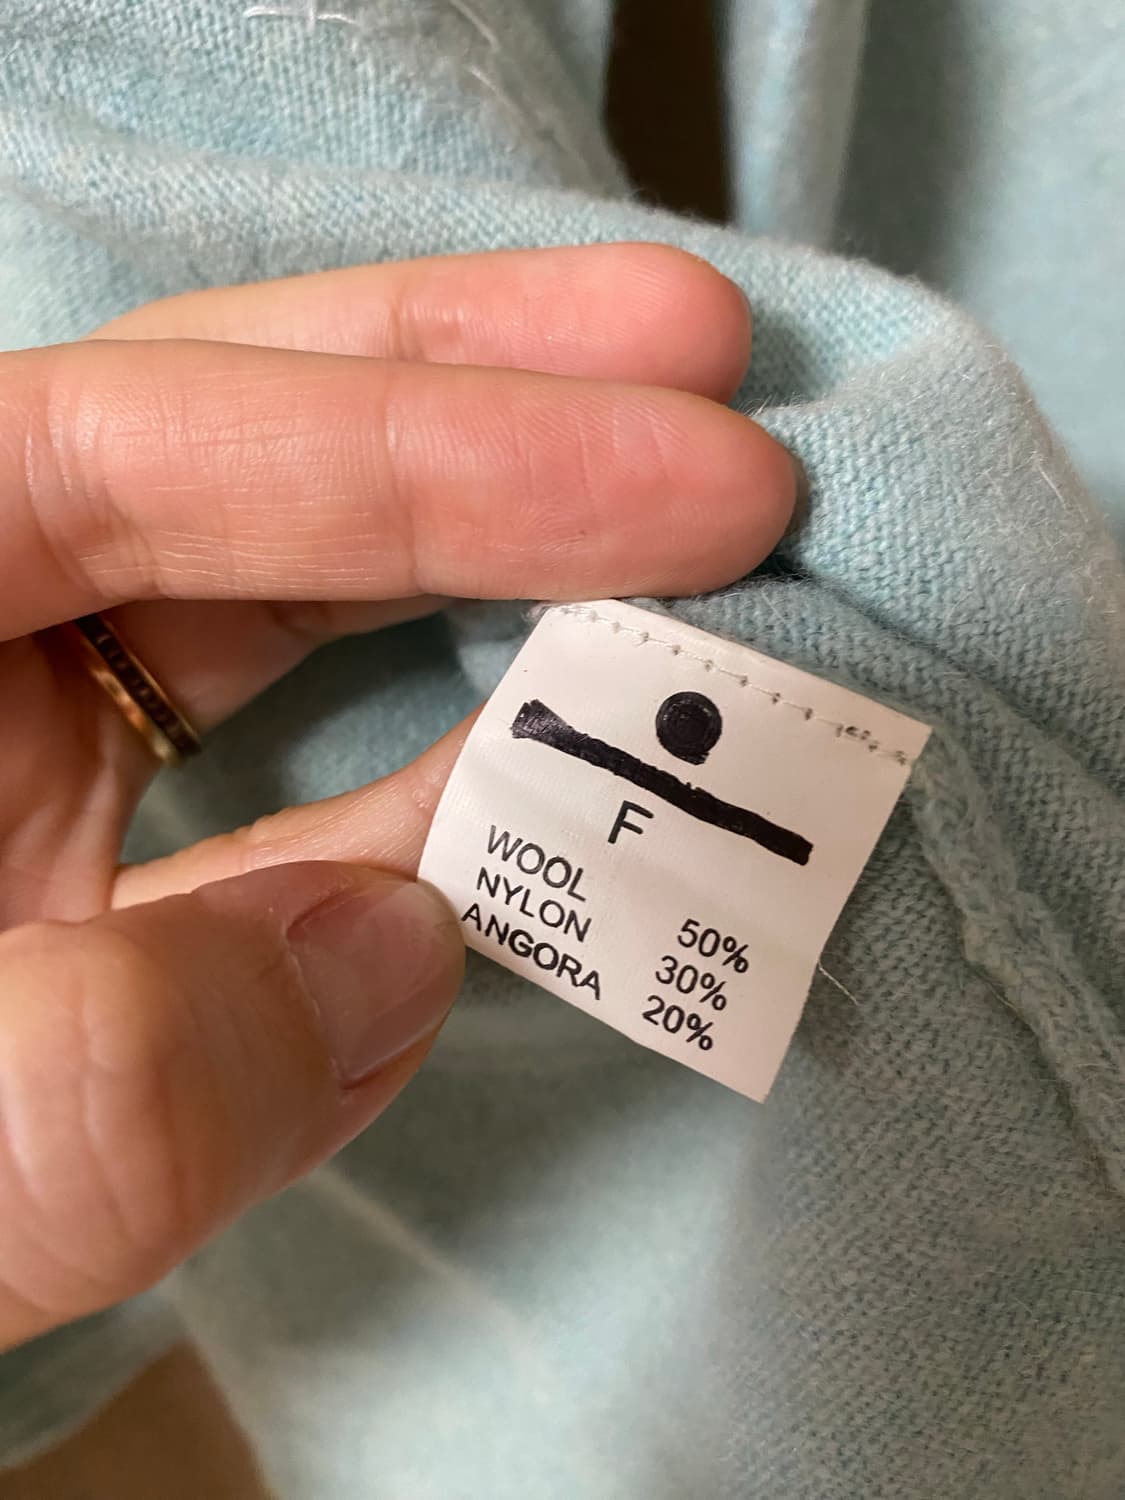 F
WOOL 50%
NYLON 30%
ANGORA 20%